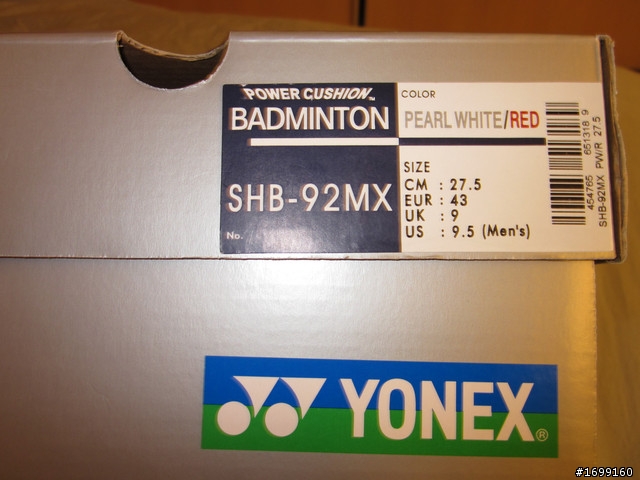 POWER CUSHION™
BADMINTON
SHB-92MX
No.
COLOR
PEARL WHITE/RED
SIZE
CM : 27.5
EUR : 43
UK : 9
US : 9.5 (Men's)
SHB-92MX PW/R 27.5
YONEX®
#1699160